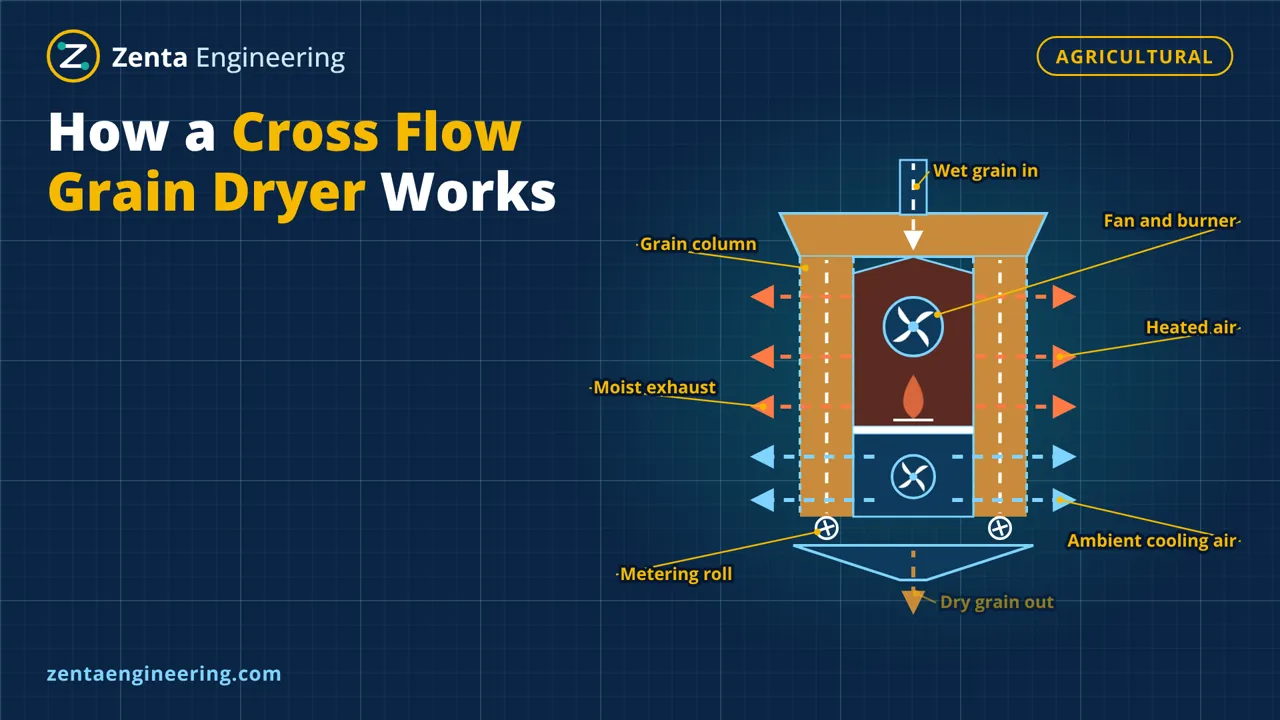 Zenta Engineering
AGRICULTURAL
How a Cross Flow
Grain Dryer Works
Wet grain in
Fan and burner
Grain column
Heated air
Moist exhaust
Ambient cooling air
Metering roll
Dry grain out
zentaengineering.com